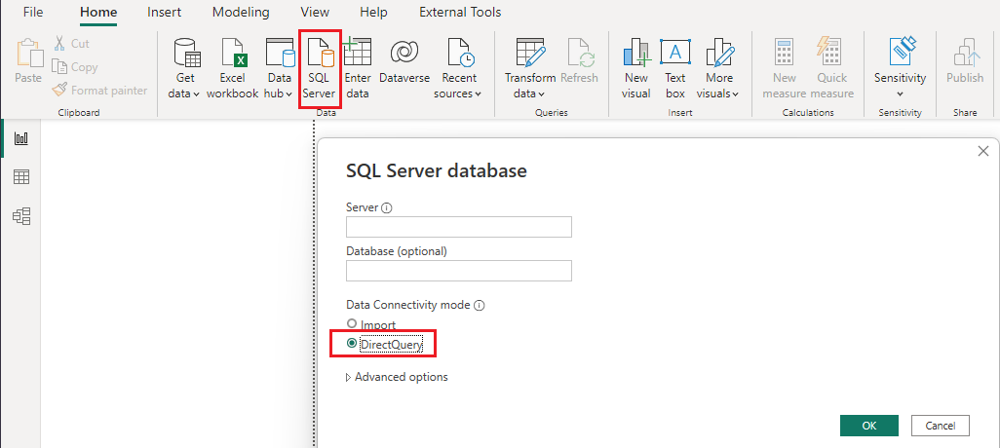 File Home Insert Modeling View Help External Tools
Paste
Cut
Copy
Format painter
Clipboard
Get data
Excel workbook
Data hub
SQL Server
Enter data
Dataverse
Recent sources
Data
Transform data
Refresh
Queries
New visual
Text box
More visuals
Insert
New measure
Quick measure
Calculations
Sensitivity
Sensitivity
Publish
Share
SQL Server database
Server
Database (optional)
Data Connectivity mode
Import
DirectQuery
Advanced options
OK Cancel